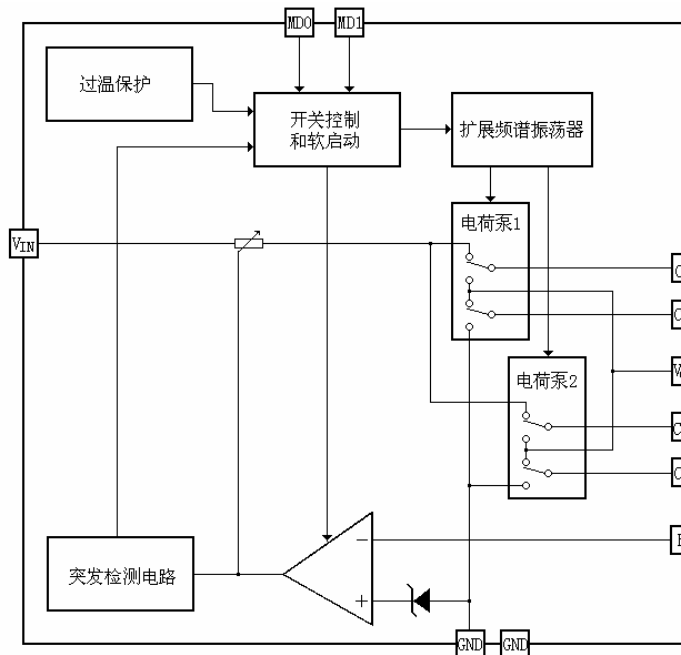 MD0 MD1
过温保护
开关控制
和软启动
扩展频谱振荡器
电荷泵1
VIN
电荷泵2
突发检测电路
−
+
GND GND